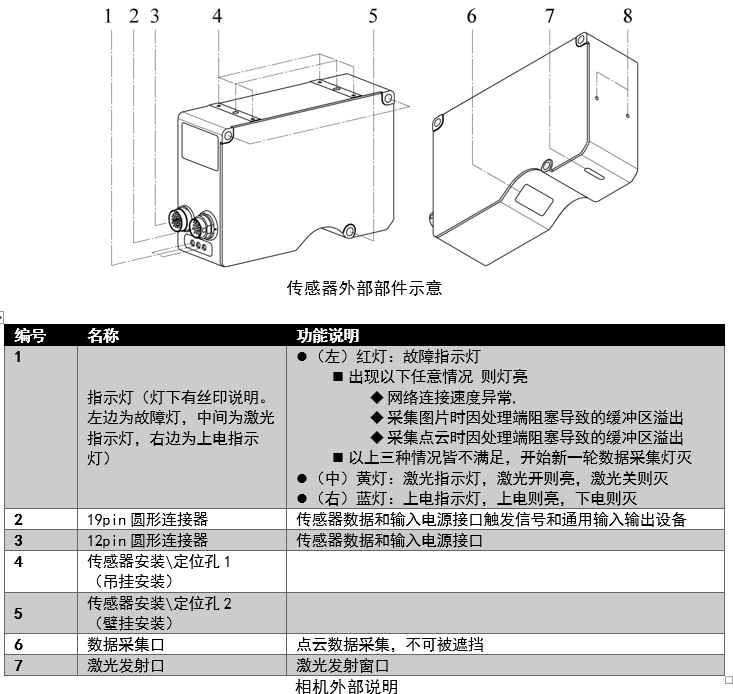 1 2 3 4 5 6 7 8
传感器外部部件示意
编号 名称 功能说明
1
指示灯（灯下有丝印说明。
左边为故障灯，中间为激光
指示灯，右边为上电指示
灯）
●（左）红灯：故障指示灯
■ 出现以下任意情况 则灯亮
◆ 网络连接速度异常.
◆ 采集图片时因处理端阻塞导致的缓冲区溢出
◆ 采集点云时因处理端阻塞导致的缓冲区溢出
■ 以上三种情况皆不满足，开始新一轮数据采集灯灭
●（中）黄灯：激光指示灯，激光开则亮，激光关则灭
●（右）蓝灯：上电指示灯，上电则亮，下电则灭
2 19pin 圆形连接器 传感器数据和输入电源接口触发信号和通用输入输出设备
3 12pin 圆形连接器 传感器数据和输入电源接口
4 传感器安装\定位孔 1
（吊挂安装）
5 传感器安装\定位孔 2
（壁挂安装）
6 数据采集口 点云数据采集，不可被遮挡
7 激光发射口 激光发射窗口
相机外部说明